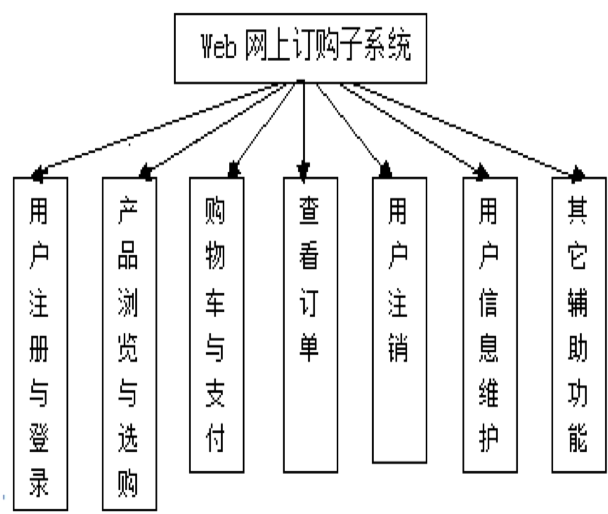 Web 网上订购子系统
用户注册与登录
产品浏览与选购
购物车与支付
查看订单
用户注销
用户信息维护
其它辅助功能